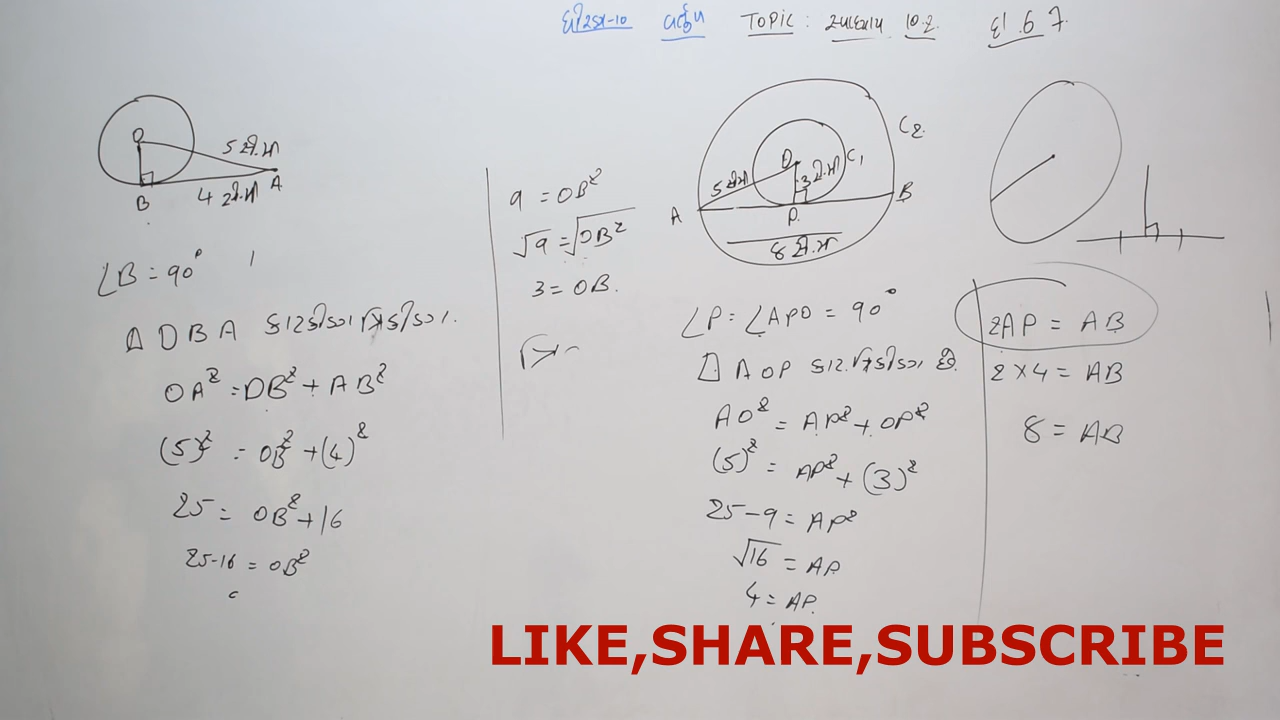 ધોરણ-10 વર્તુળ TOPIC : સ્વાધ્યાય 10.2 દા. 6 7.
O
5 સે.મી
4 સે.મી
A
B
∠B = 90°
Δ OBA કાટકોણ ત્રિકોણ.
OA² = OB² + AB²
(5)² = OB² + (4)²
25 = OB² + 16
25-16 = OB²
9 = OB²
√9 = √OB²
3 = OB.
C2
O
C1
5 સેમી
3 સે.મી
A
B
P
8 સે.મી
∠P = ∠APO = 90°
Δ AOP કાટ. ત્રિકોણ છે.
AO² = AP² + OP²
(5)² = AP² + (3)²
25-9 = AP²
√16 = AP
4 = AP.
2AP = AB
2×4 = AB
8 = AB
LIKE,SHARE,SUBSCRIBE